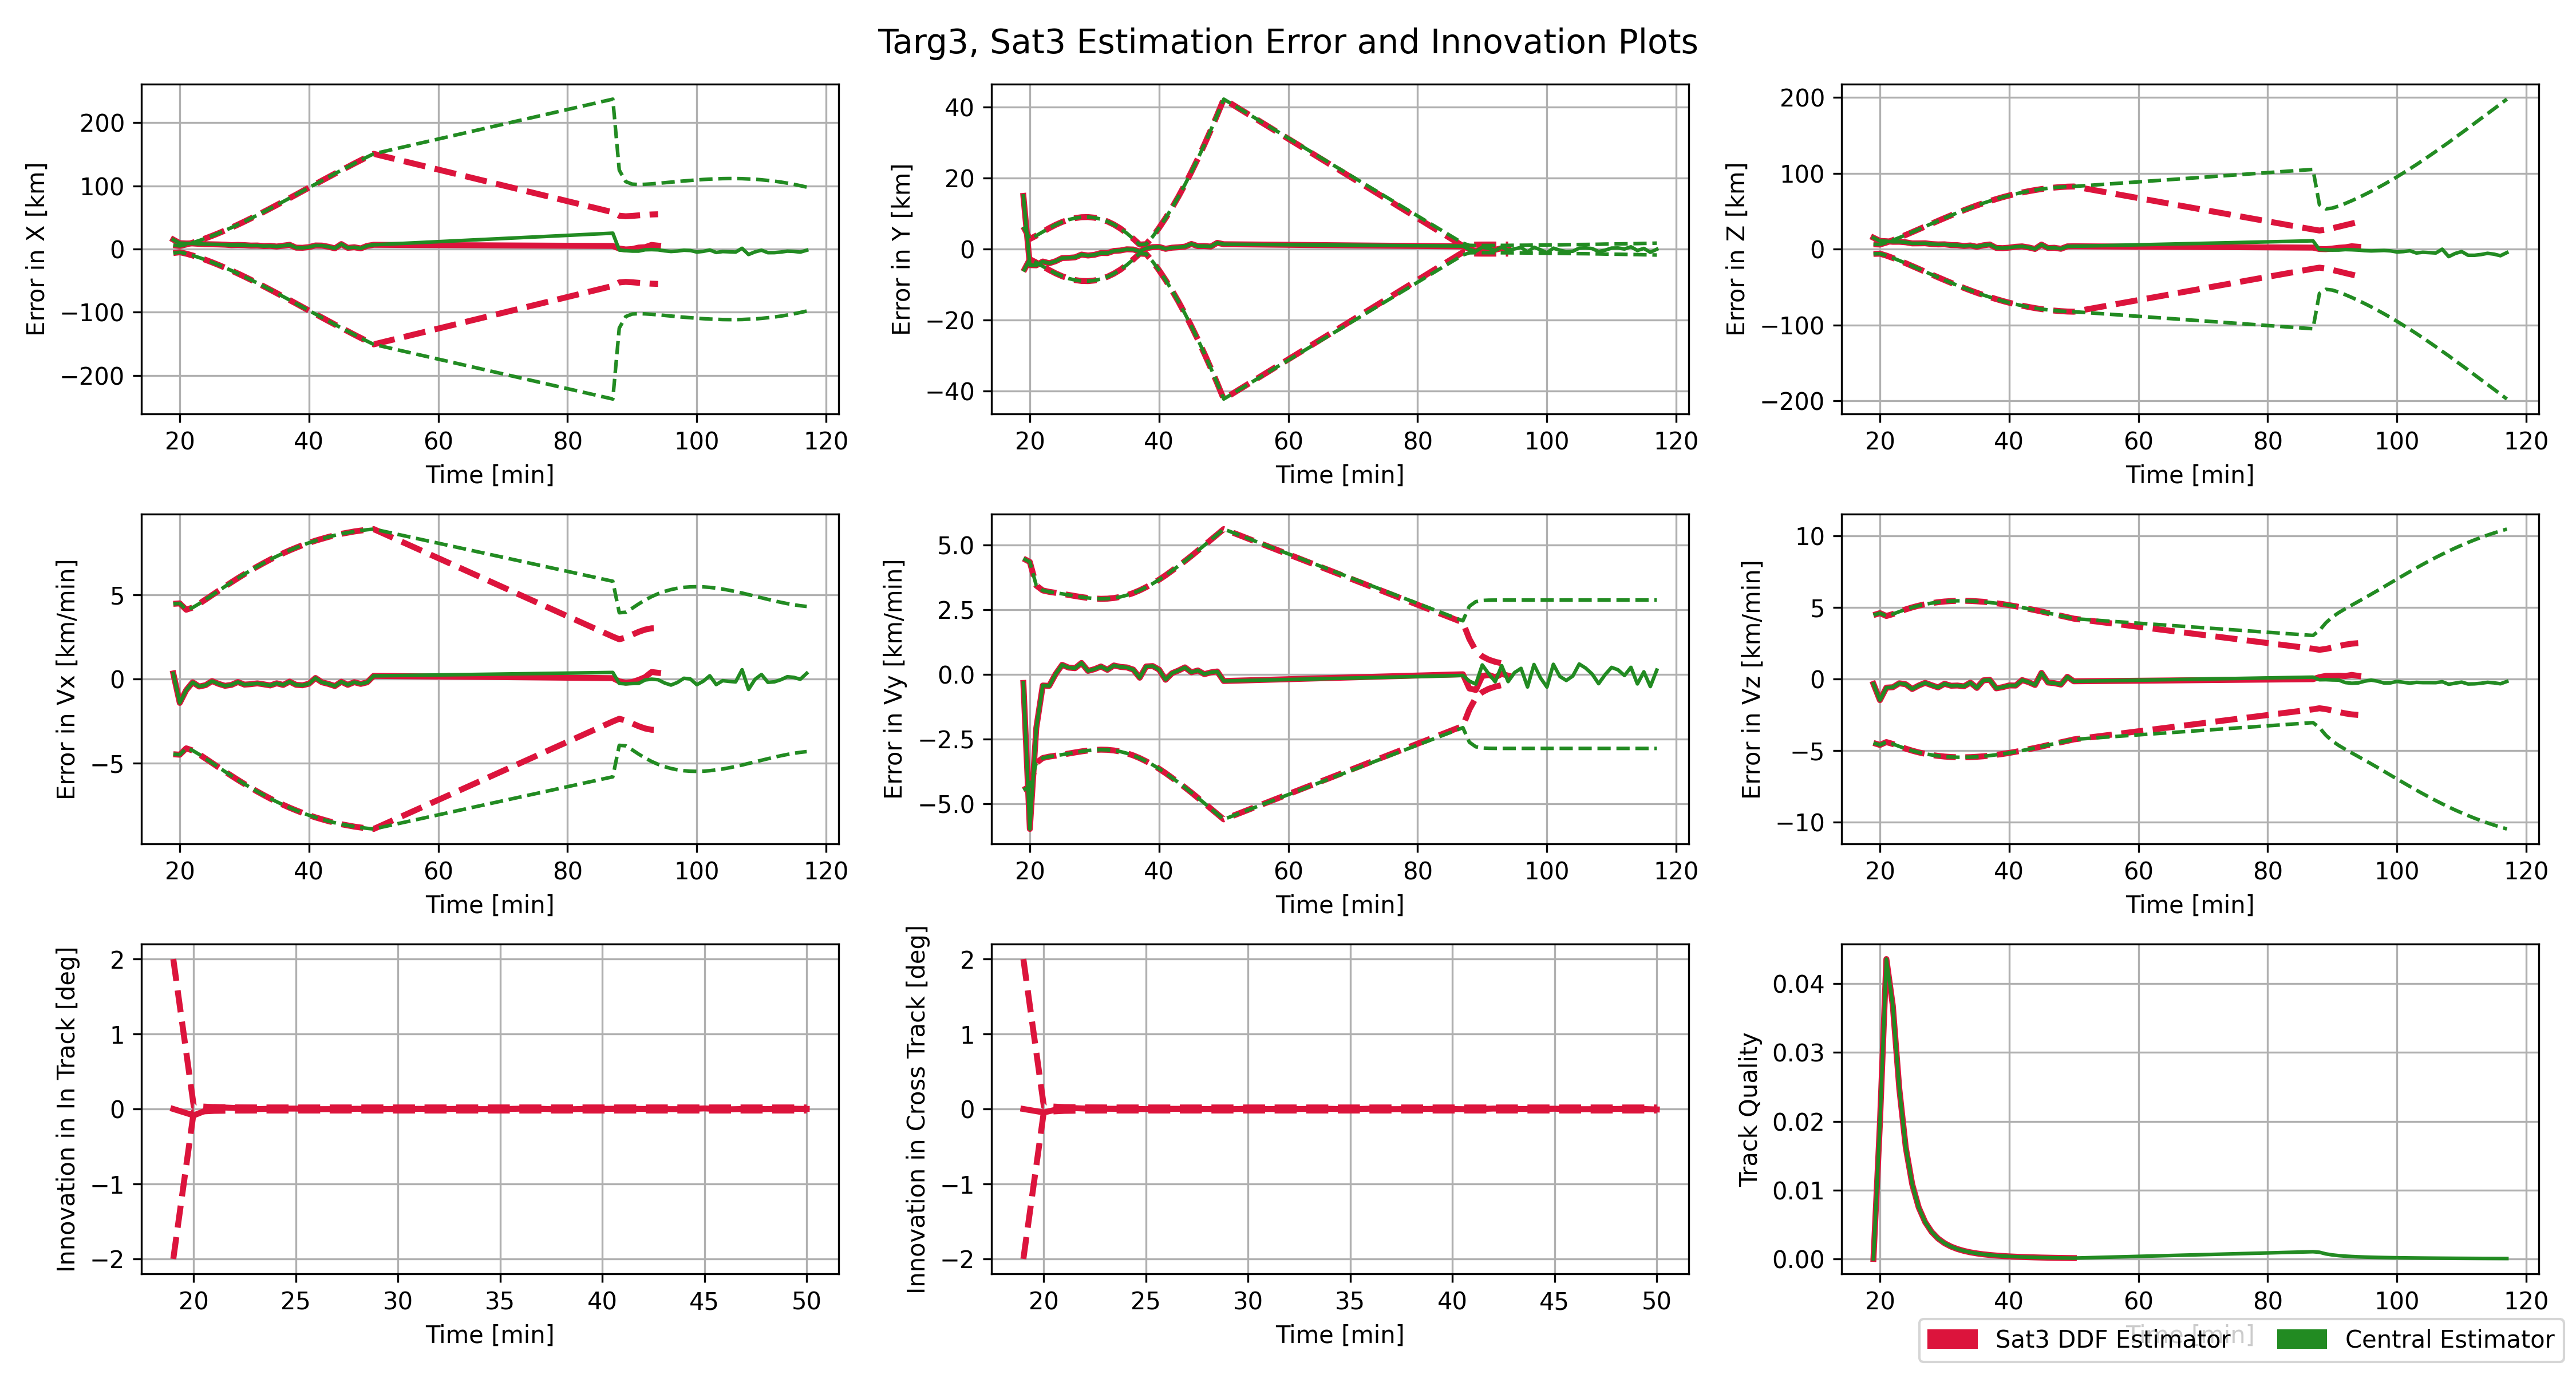 Targ3, Sat3 Estimation Error and Innovation Plots
Error in X [km]
200
100
0
−100
−200
20 40 60 80 100 120
Time [min]
Error in Y [km]
40
20
0
−20
−40
20 40 60 80 100 120
Time [min]
Error in Z [km]
200
100
0
−100
−200
20 40 60 80 100 120
Time [min]
Error in Vx [km/min]
5
0
−5
20 40 60 80 100 120
Time [min]
Error in Vy [km/min]
5.0
2.5
0.0
−2.5
−5.0
20 40 60 80 100 120
Time [min]
Error in Vz [km/min]
10
5
0
−5
−10
20 40 60 80 100 120
Time [min]
Innovation in In Track [deg]
2
1
0
−1
−2
20 25 30 35 40 45 50
Time [min]
Innovation in Cross Track [deg]
2
1
0
−1
−2
20 25 30 35 40 45 50
Time [min]
Track Quality
0.04
0.03
0.02
0.01
0.00
20 40 60 80 100 120
Time [min]
Sat3 DDF Estimator Central Estimator